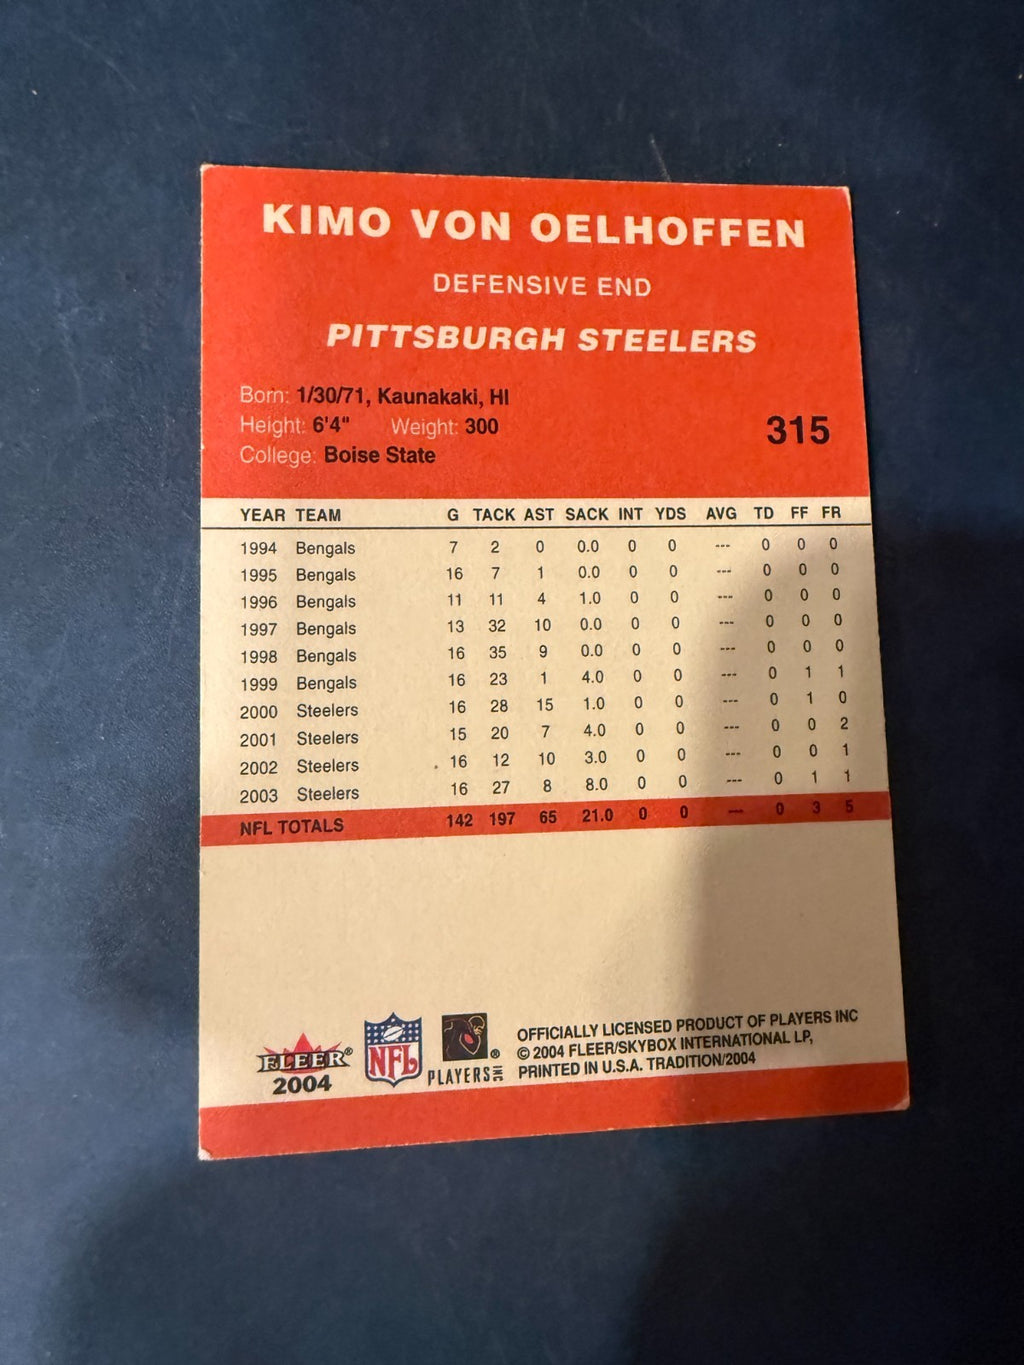 KIMO VON OELHOFFEN
DEFENSIVE END
PITTSBURGH STEELERS
Born: 1/30/71, Kaunakaki, HI
Height: 6'4" Weight: 300
315
College: Boise State
YEAR TEAM G TACK AST SACK INT YDS AVG TD FF FR
1994 Bengals 7 2 0 0.0 0 0 --- 0 0 0
1995 Bengals 16 7 1 0.0 0 0 --- 0 0 0
1996 Bengals 11 11 4 1.0 0 0 --- 0 0 0
1997 Bengals 13 32 10 0.0 0 0 --- 0 0 0
1998 Bengals 16 35 9 0.0 0 0 --- 0 0 0
1999 Bengals 16 23 1 4.0 0 0 --- 0 1 1
2000 Steelers 16 28 15 1.0 0 0 --- 0 1 0
2001 Steelers 15 20 7 4.0 0 0 --- 0 0 2
2002 Steelers 16 12 10 3.0 0 0 --- 0 0 1
2003 Steelers 16 27 8 8.0 0 0 --- 0 1 1
NFL TOTALS 142 197 65 21.0 0 0 --- 0 3 5
FLEER®
2004
NFL
PLAYERS INC ®
OFFICIALLY LICENSED PRODUCT OF PLAYERS INC
© 2004 FLEER/SKYBOX INTERNATIONAL LP,
PRINTED IN U.S.A. TRADITION/2004